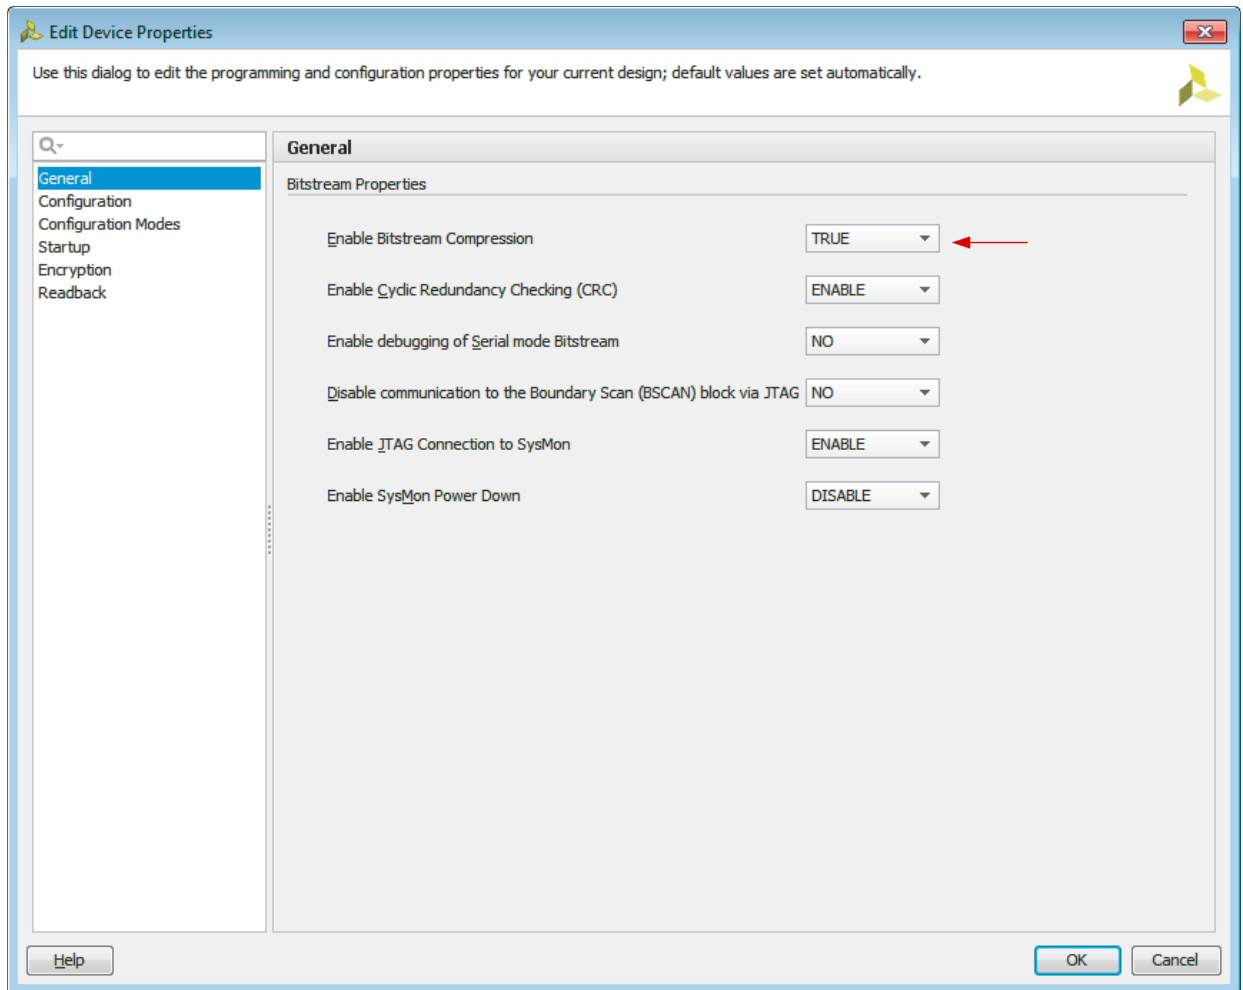 Edit Device Properties
Use this dialog to edit the programming and configuration properties for your current design; default values are set automatically.
General
Configuration
Configuration Modes
Startup
Encryption
Readback
General
Bitstream Properties
Enable Bitstream Compression TRUE
Enable Cyclic Redundancy Checking (CRC) ENABLE
Enable debugging of Serial mode Bitstream NO
Disable communication to the Boundary Scan (BSCAN) block via JTAG NO
Enable JTAG Connection to SysMon ENABLE
Enable SysMon Power Down DISABLE
Help OK Cancel